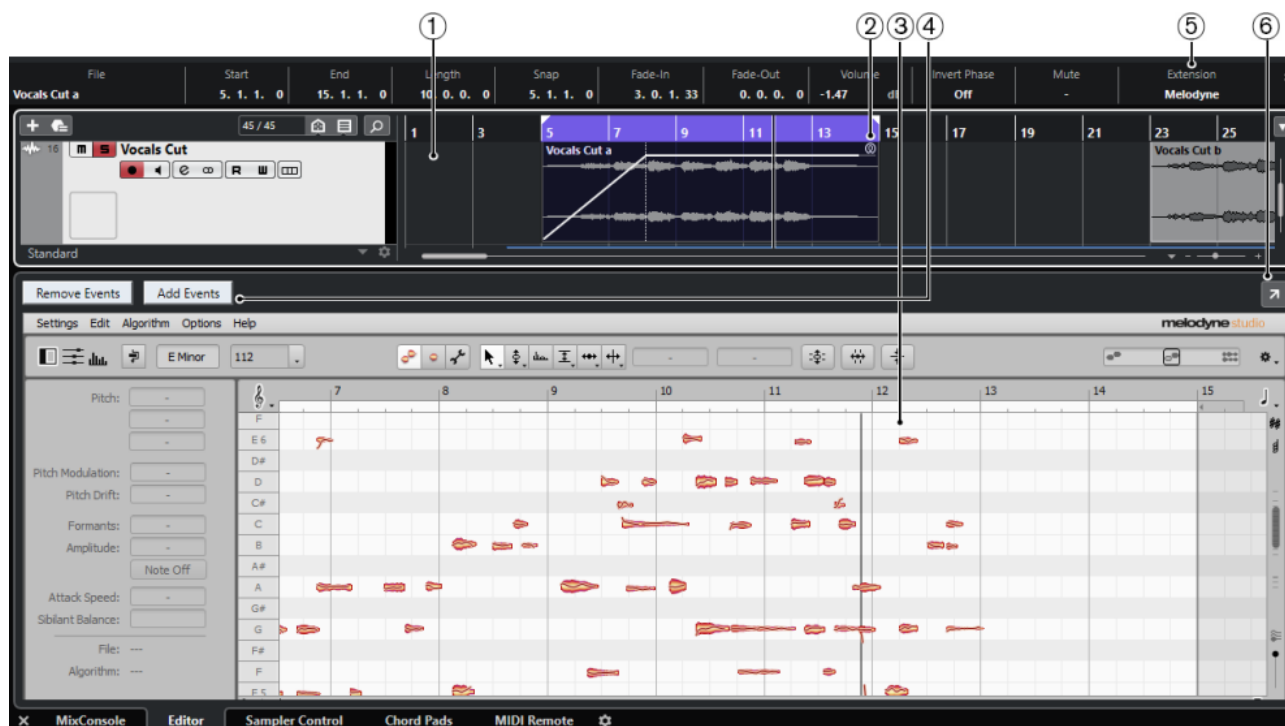 ① ② ③ ④ ⑤ ⑥
File Start End Length Snap Fade-In Fade-Out Volume Invert Phase Mute Extension
Vocals Cut a 5. 1. 1. 0 15. 1. 1. 0 10. 0. 0. 0 5. 1. 1. 0 3. 0. 1. 33 0. 0. 0. 0 -1.47 dB Off - Melodyne
45 / 45 1 3 5 7 9 11 13 15 17 19 21 23 25
16 m S Vocals Cut Vocals Cut a Vocals Cut b
e R W
Standard
Remove Events Add Events
Settings Edit Algorithm Options Help melodyne studio
E Minor 112 - -
Pitch: - 7 8 9 10 11 12 13 14 15
- F
- E 6
D#
Pitch Modulation: - D
Pitch Drift: - C#
Formants: - C
Amplitude: - B
Note Off A#
Attack Speed: - A
Sibilant Balance: G#
G
File: --- F#
Algorithm: --- F
E 5
X MixConsole Editor Sampler Control Chord Pads MIDI Remote